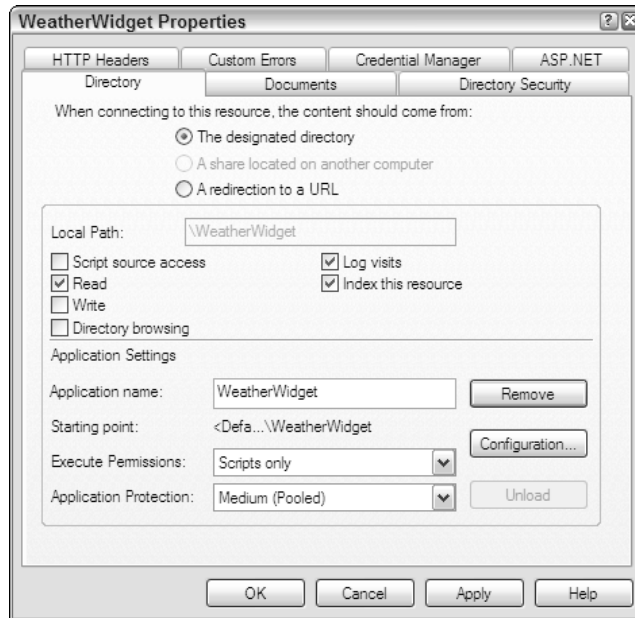 WeatherWidget Properties
HTTP Headers Custom Errors Credential Manager ASP.NET
Directory Documents Directory Security
When connecting to this resource, the content should come from:
The designated directory
A share located on another computer
A redirection to a URL
Local Path: \WeatherWidget
Script source access Log visits
Read Index this resource
Write
Directory browsing
Application Settings
Application name: WeatherWidget Remove
Starting point: <Defa...\WeatherWidget
Configuration...
Execute Permissions: Scripts only
Application Protection: Medium (Pooled) Unload
OK Cancel Apply Help